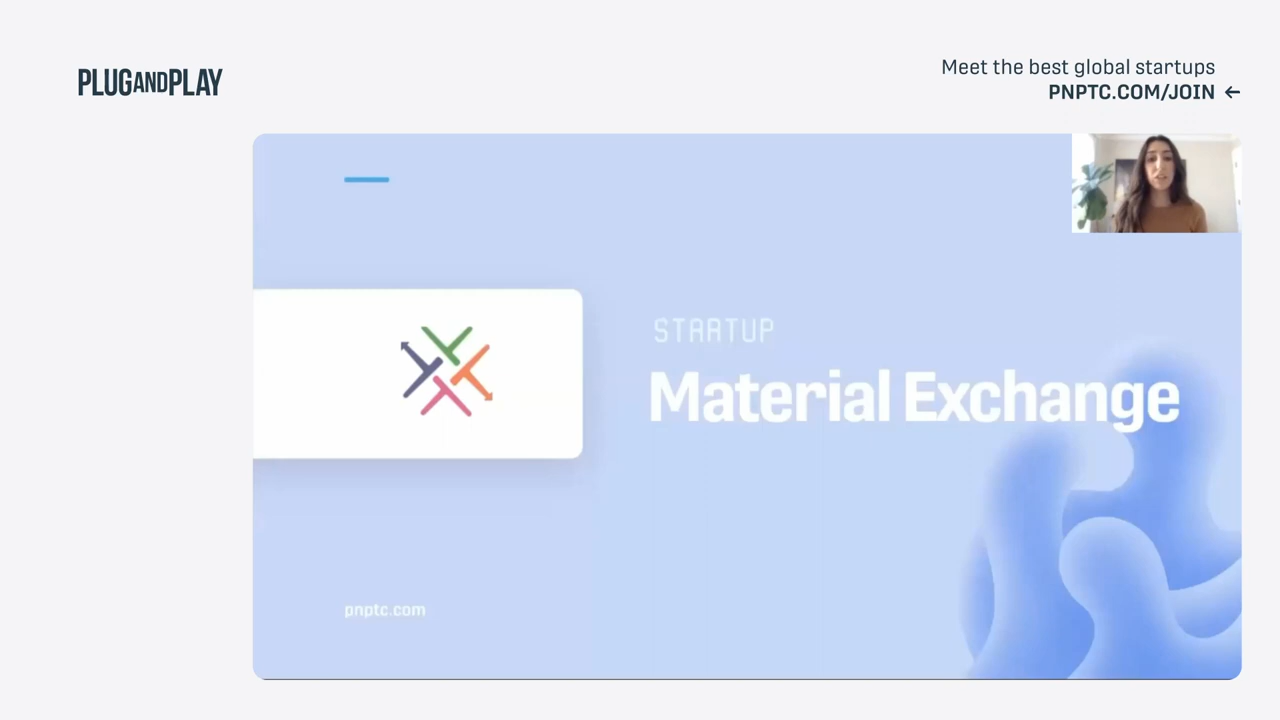 PLUGANDPLAY
Meet the best global startups
PNPTC.COM/JOIN ←
STARTUP
Material Exchange
pnptc.com